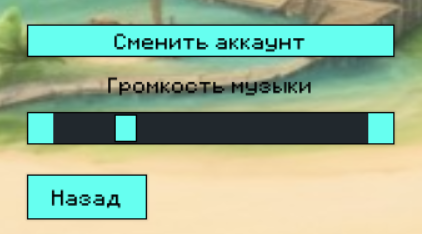 Сменить аккаунт
Громкость музыки
Назад